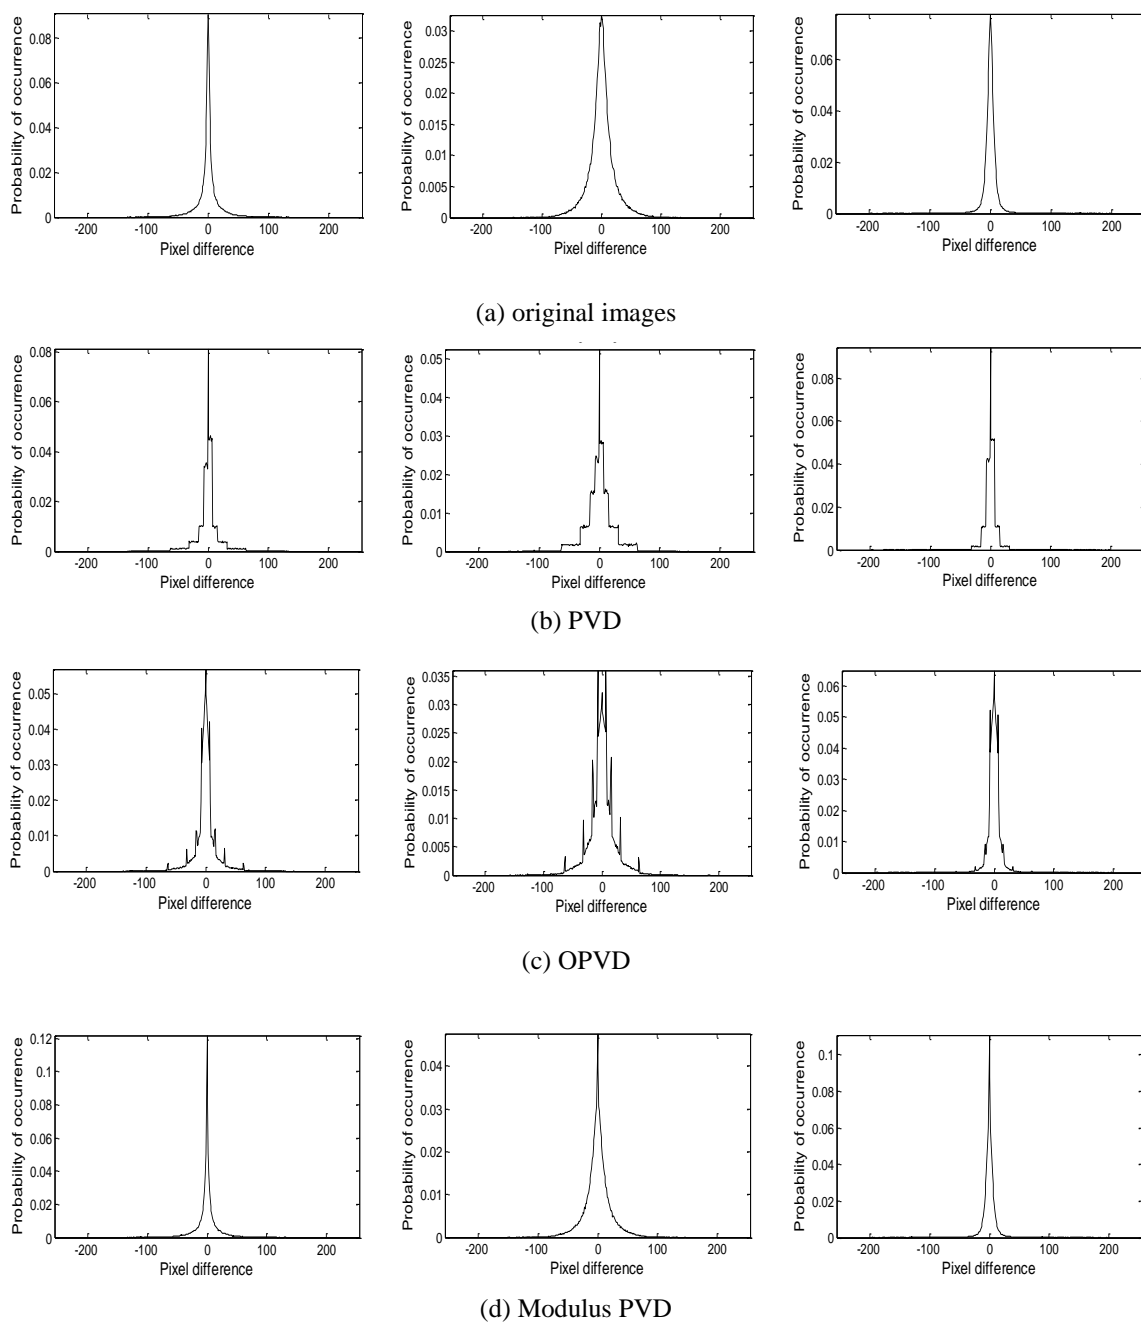 0.08
0.06
0.04
0.02
0
-200 -100 0 100 200
Pixel difference
Probability of occurrence
0.03
0.025
0.02
0.015
0.01
0.005
0
-200 -100 0 100 200
Pixel difference
Probability of occurrence
0.06
0.04
0.02
0
-200 -100 0 100 200
Pixel difference
Probability of occurrence
(a) original images
0.08
0.06
0.04
0.02
0
-200 -100 0 100 200
Pixel difference
Probability of occurrence
0.05
0.04
0.03
0.02
0.01
0
-200 -100 0 100 200
Pixel difference
Probability of occurrence
0.08
0.06
0.04
0.02
0
-200 -100 0 100 200
Pixel difference
Probability of occurrence
(b) PVD
0.05
0.04
0.03
0.02
0.01
0
-200 -100 0 100 200
Pixel difference
Probability of occurrence
0.035
0.03
0.025
0.02
0.015
0.01
0.005
0
-200 -100 0 100 200
Pixel difference
Probability of occurrence
0.06
0.05
0.04
0.03
0.02
0.01
0
-200 -100 0 100 200
Pixel difference
Probability of occurrence
(c) OPVD
0.12
0.1
0.08
0.06
0.04
0.02
0
-200 -100 0 100 200
Pixel difference
Probability of occurrence
0.04
0.03
0.02
0.01
0
-200 -100 0 100 200
Pixel difference
Probability of occurrence
0.1
0.08
0.06
0.04
0.02
0
-200 -100 0 100 200
Pixel difference
Probability of occurrence
(d) Modulus PVD